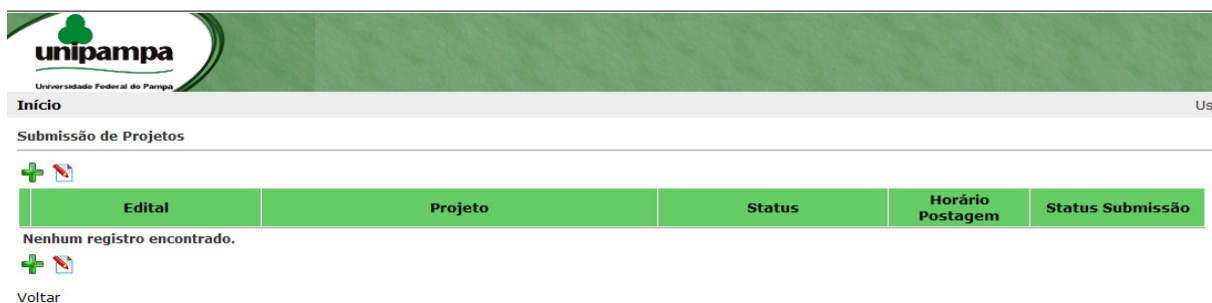 unipampa
Universidade Federal do Pampa
Início Us
Submissão de Projetos
Edital Projeto Status Horário Postagem Status Submissão
Nenhum registro encontrado.
Voltar